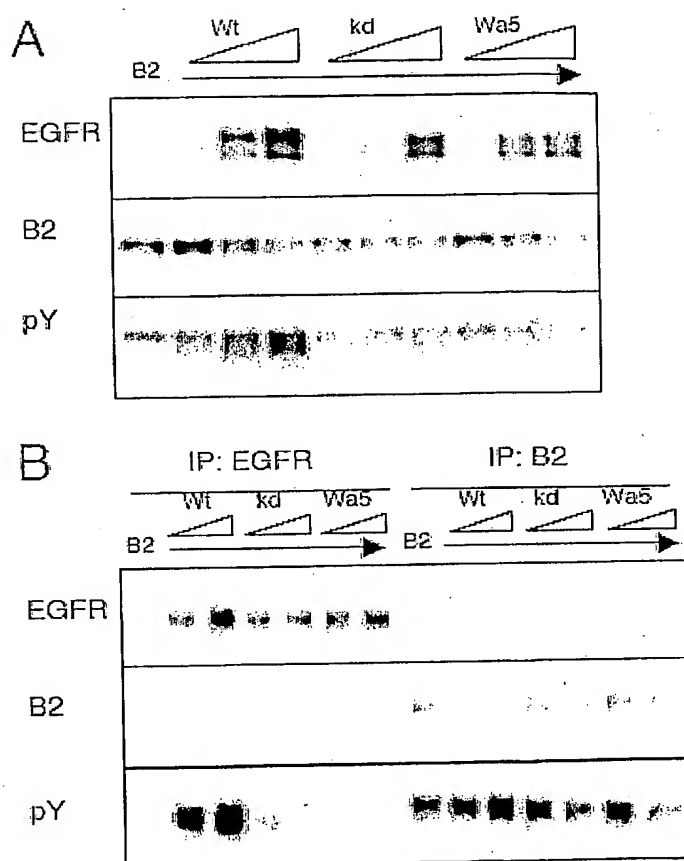 A
Wt kd Wa5
B2
EGFR
B2
pY
B
IP: EGFR IP: B2
Wt kd Wa5 Wt kd Wa5
B2 B2
EGFR
B2
pY